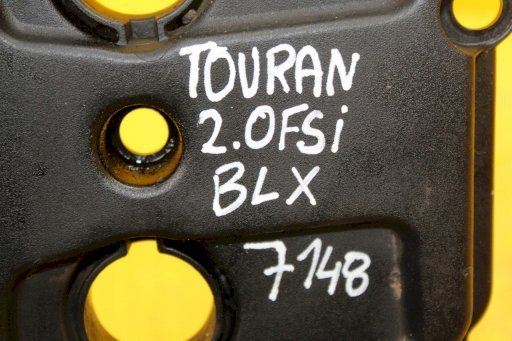 TOURAN
2.0FSi
BLX
7148